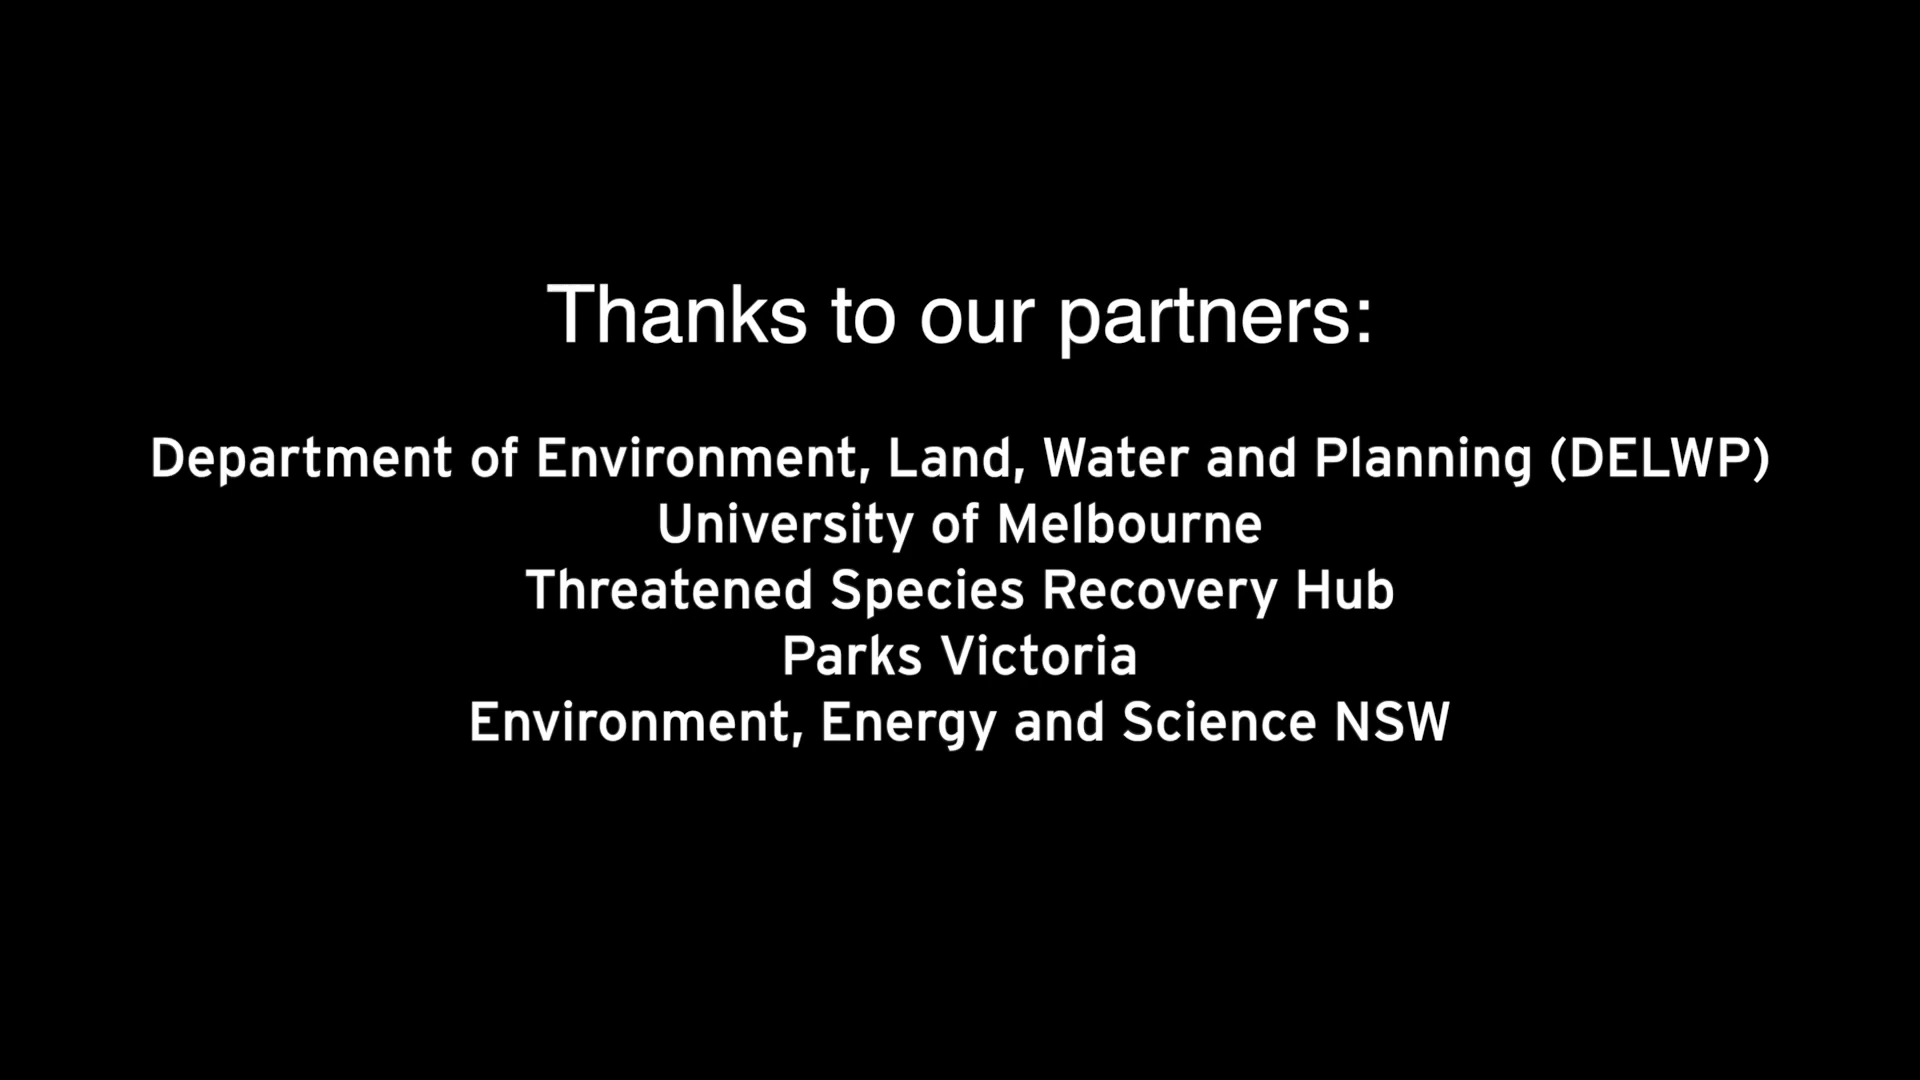 Thanks to our partners:
Department of Environment, Land, Water and Planning (DELWP)
University of Melbourne
Threatened Species Recovery Hub
Parks Victoria
Environment, Energy and Science NSW